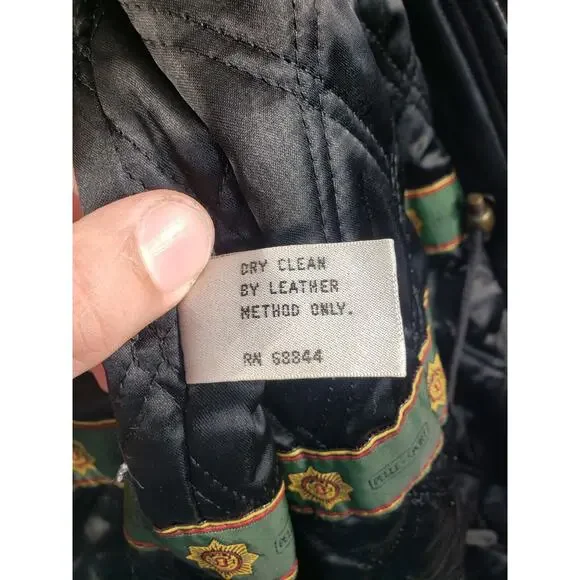 DRY CLEAN
BY LEATHER
METHOD ONLY.
RN 68844